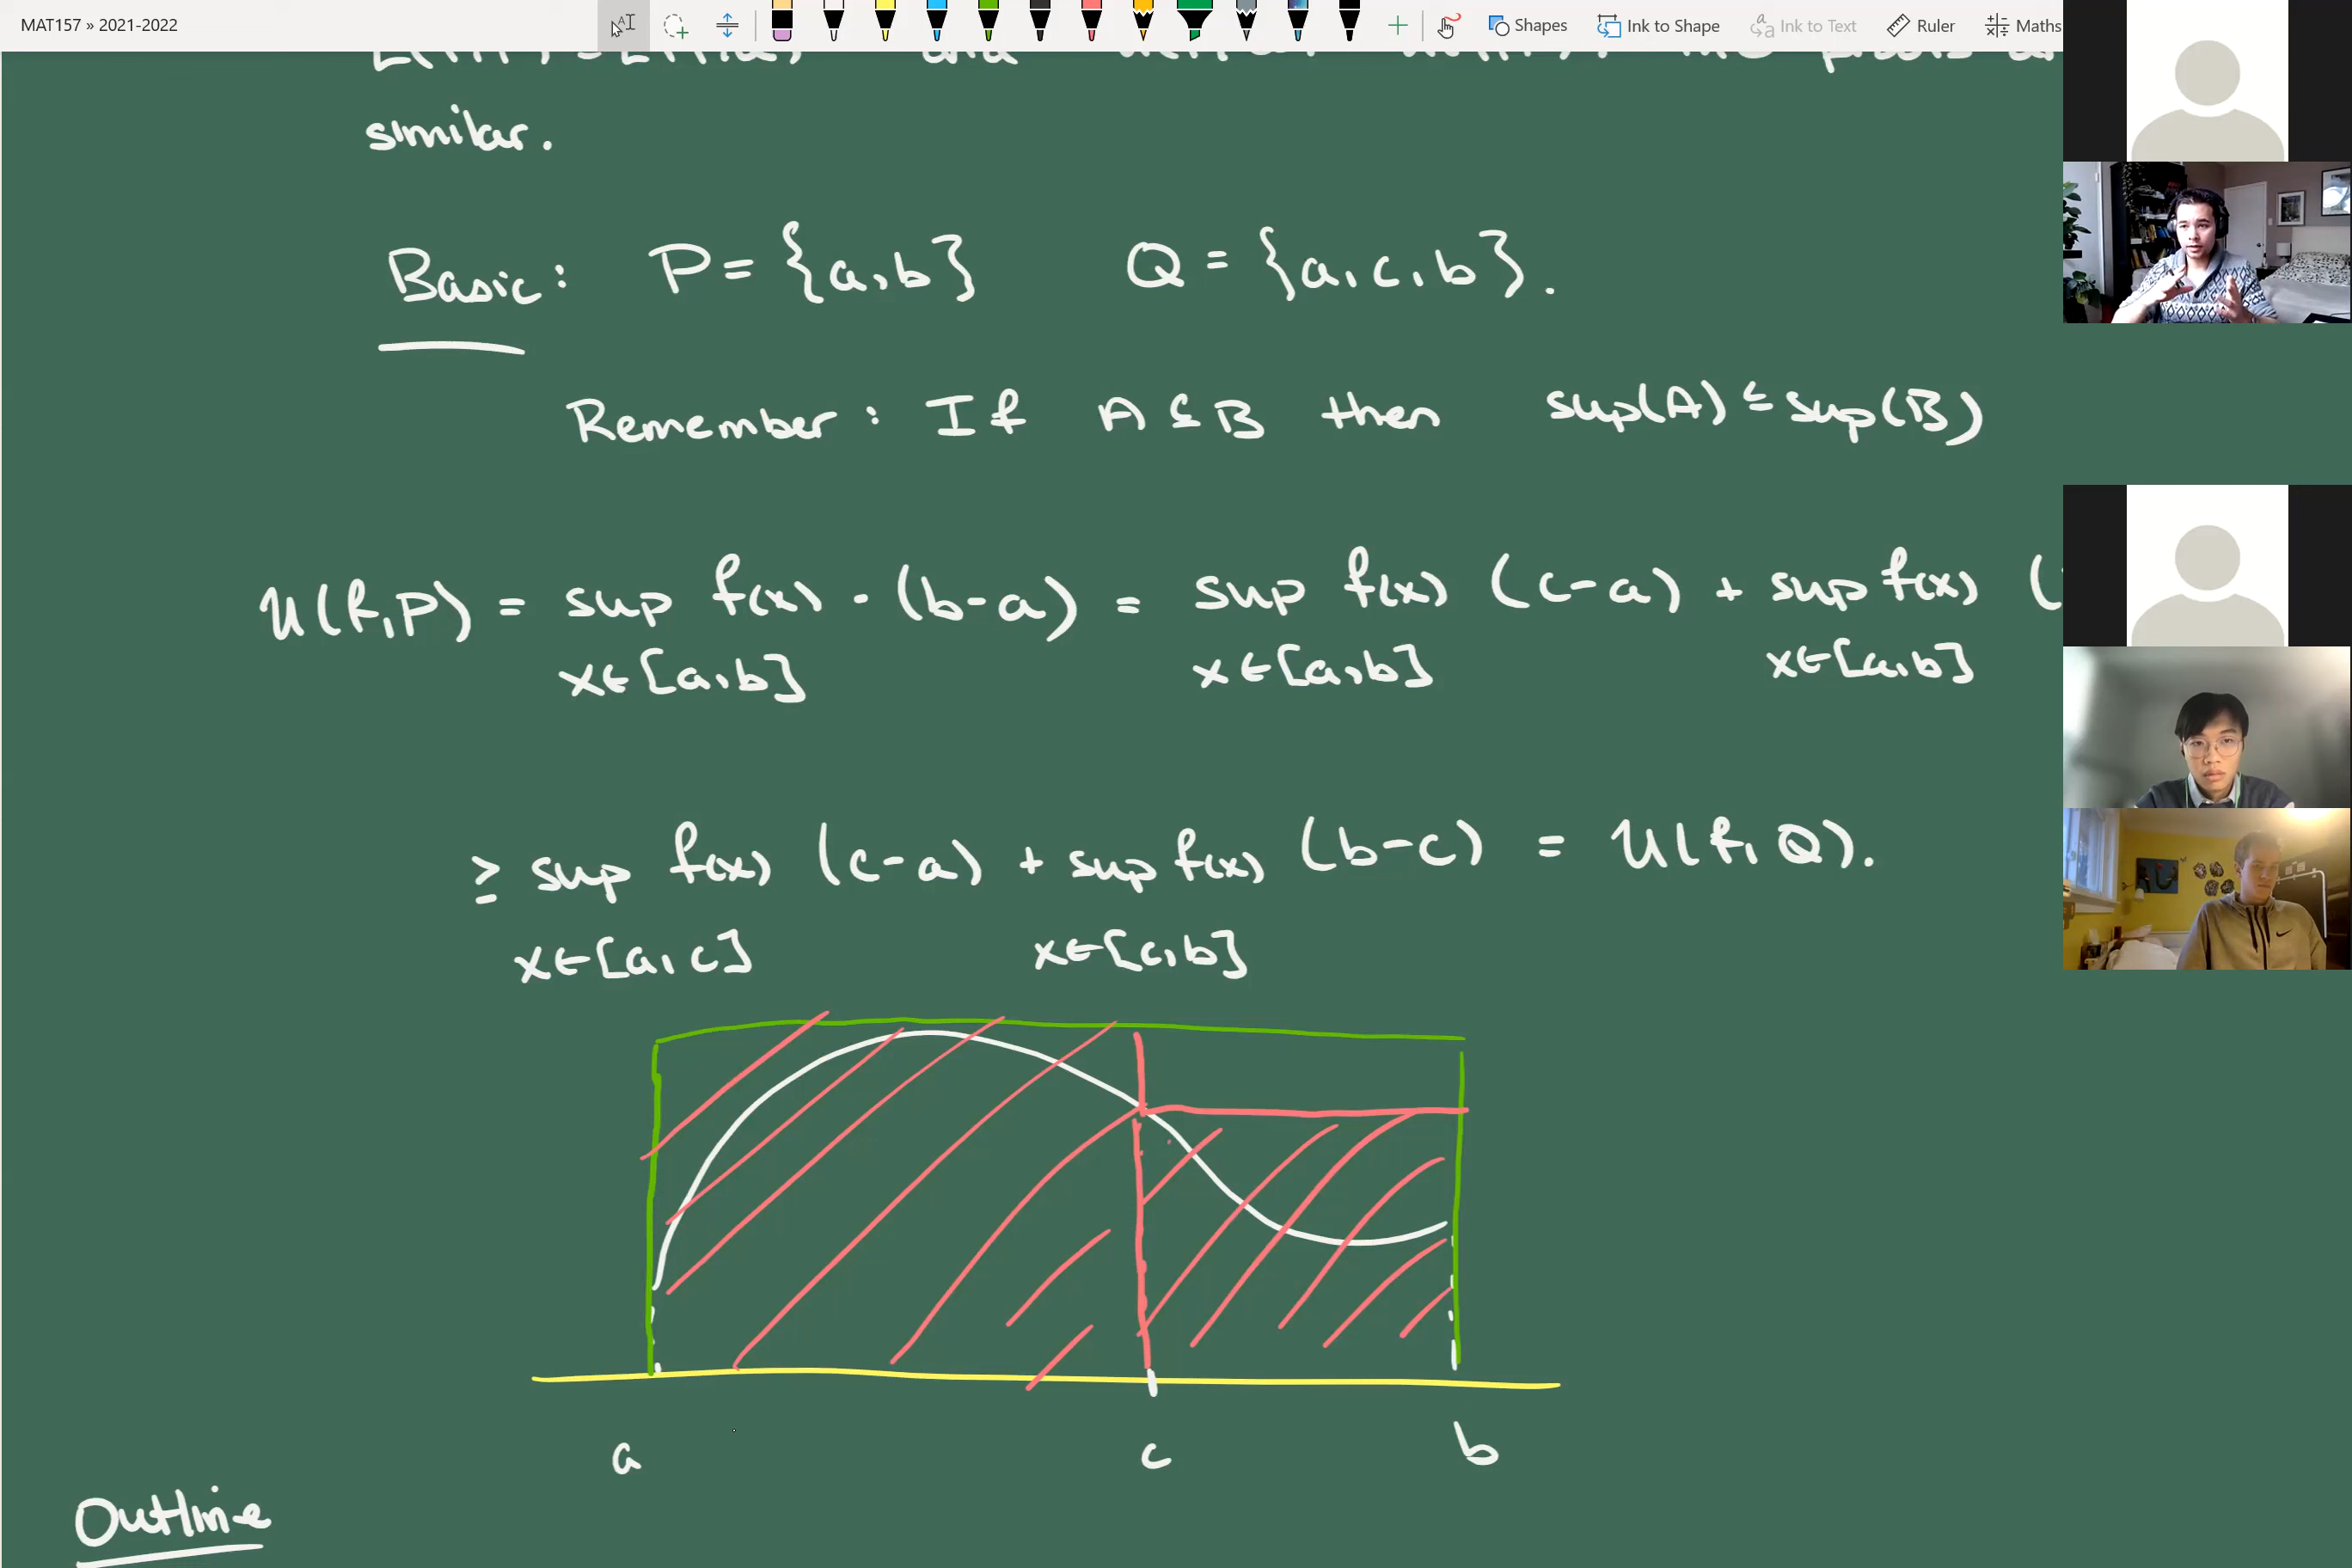 MAT157 » 2021-2022
Shapes Ink to Shape Ink to Text Ruler Maths
similar.
Basic: P = {a,b} Q = {a,c,b}.
Remember: If A ⊆ B then sup(A) ≤ sup(B)
U(f,P) = sup f(x) · (b-a) = sup f(x) (c-a) + sup f(x) (
x∈[a,b] x∈[a,b] x∈[a,b]
≥ sup f(x) (c-a) + sup f(x) (b-c) = U(f,Q).
x∈[a,c] x∈[c,b]
a c b
Outline